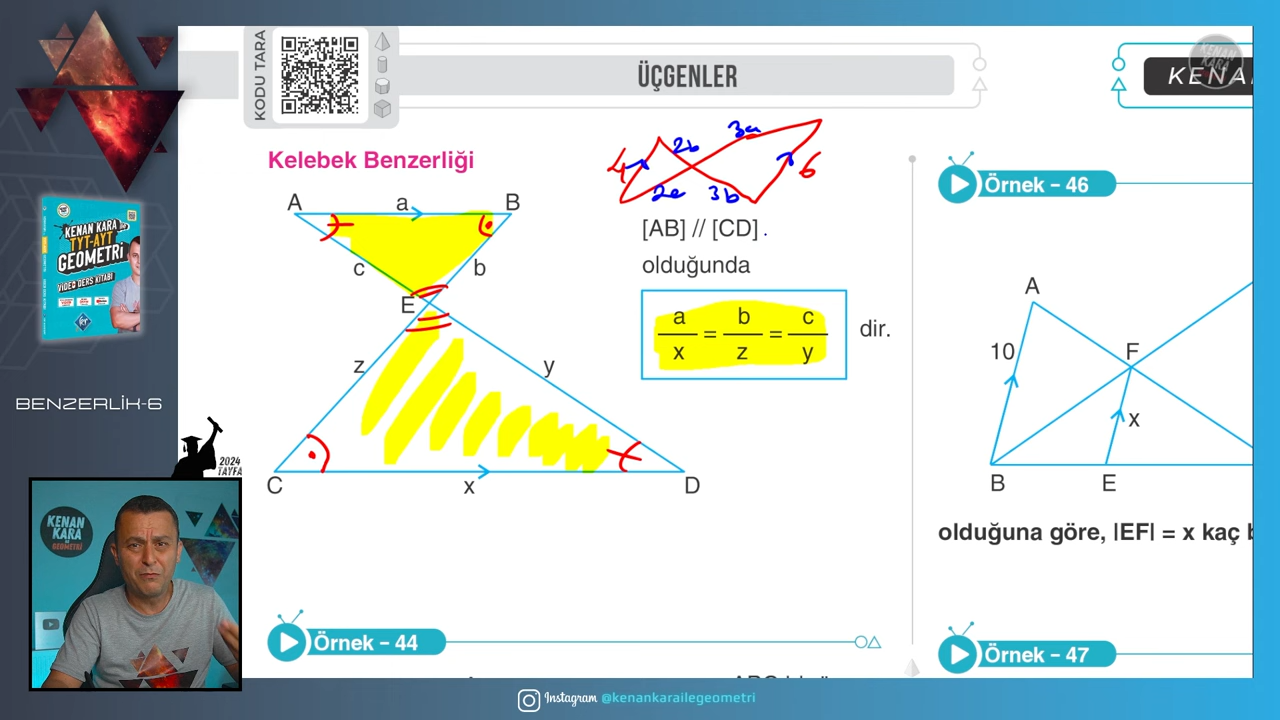 KODU TARA
ÜÇGENLER
KENAN KARA
KENA
Kelebek Benzerliği
4
2b
3a
2a
3b
6
A
a
B
c
b
E
z
y
C
x
D
[AB] // [CD] .
olduğunda
a/x = b/z = c/y dir.
Örnek - 46
A
10
F
x
B
E
olduğuna göre, |EF| = x kaç
Örnek - 44
Örnek - 47
KENAN KARA
TYT-AYT
GEOMETRİ
VİDEO DERS KİTABI
BENZERLİK-6
2024
TAYFA
KENAN
KARA
GEOMETRİ
Instagram @kenankarailegeometri